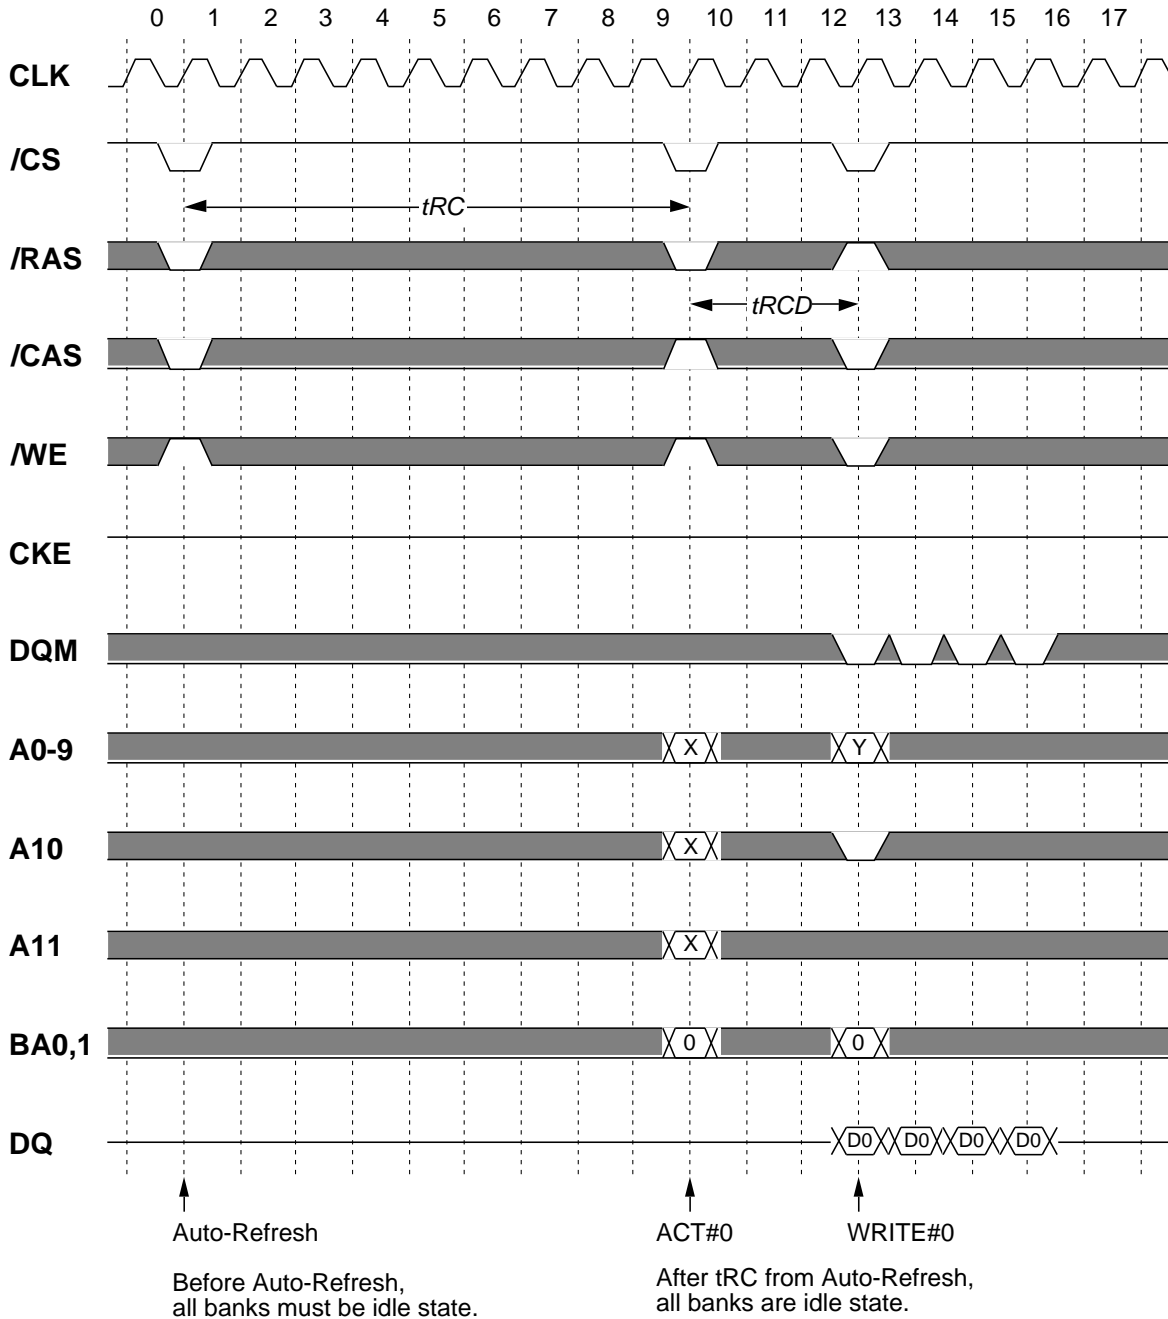 0 1 2 3 4 5 6 7 8 9 10 11 12 13 14 15 16 17
CLK
/CS
tRC
/RAS
tRCD
/CAS
/WE
CKE
DQM
A0-9 X Y
A10 X
A11 X
BA0,1 0 0
DQ D0 D0 D0 D0
Auto-Refresh ACT#0 WRITE#0
Before Auto-Refresh,
all banks must be idle state.
After tRC from Auto-Refresh,
all banks are idle state.